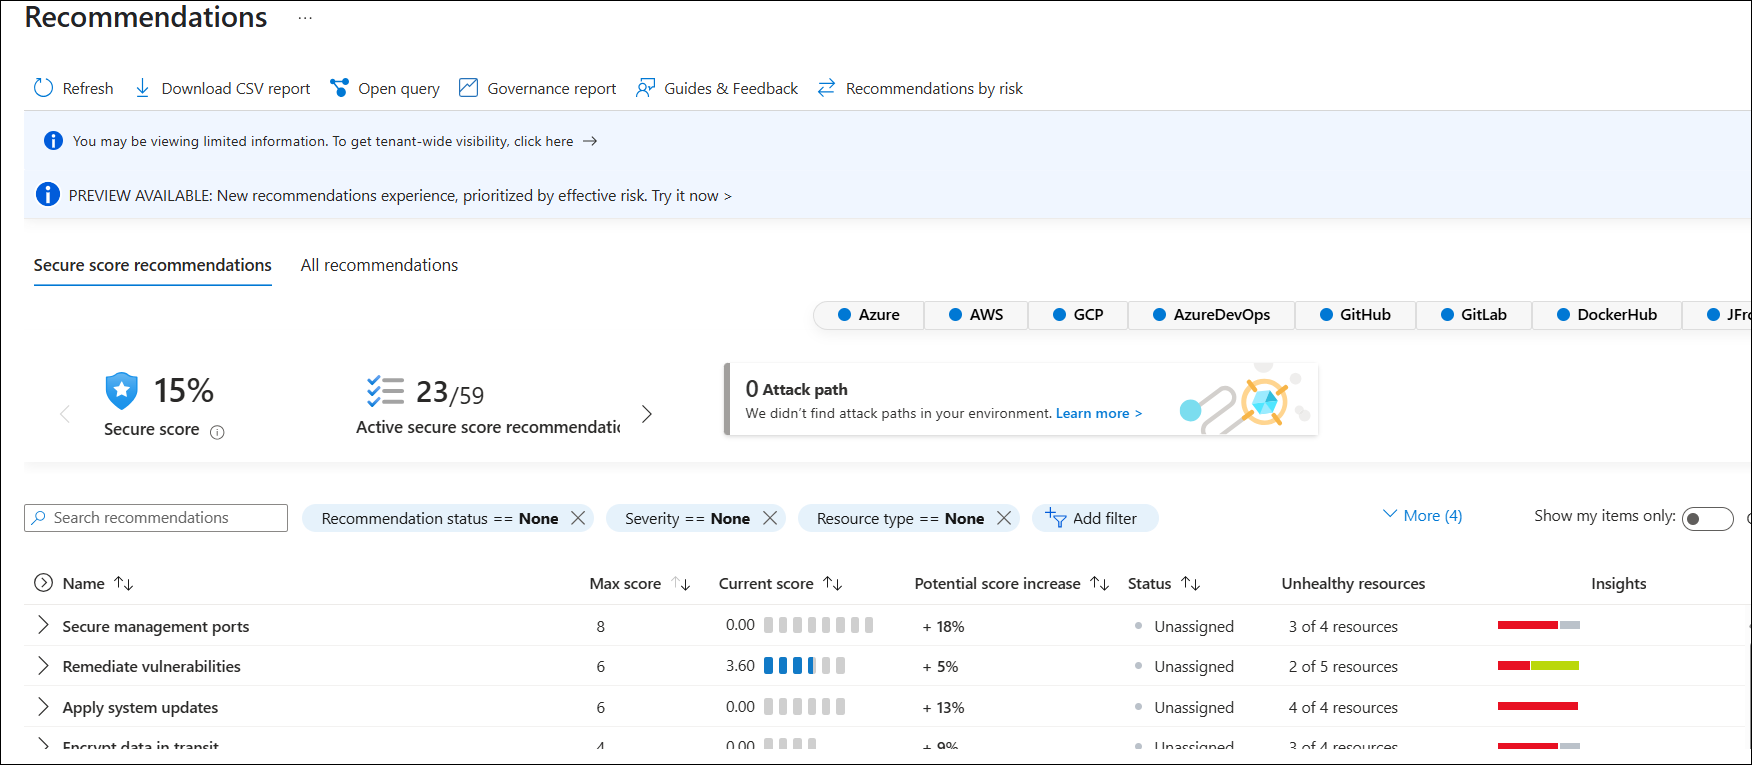 Recommendations ...
Refresh Download CSV report Open query Governance report Guides & Feedback Recommendations by risk
You may be viewing limited information. To get tenant-wide visibility, click here →
PREVIEW AVAILABLE: New recommendations experience, prioritized by effective risk. Try it now >
Secure score recommendations All recommendations
Azure AWS GCP AzureDevOps GitHub GitLab DockerHub JFro
15% 23/59 0 Attack path
Secure score Active secure score recommendatic We didn't find attack paths in your environment. Learn more >
Search recommendations Recommendation status == None Severity == None Resource type == None Add filter More (4) Show my items only:
Name Max score Current score Potential score increase Status Unhealthy resources Insights
Secure management ports 8 0.00 + 18% Unassigned 3 of 4 resources
Remediate vulnerabilities 6 3.60 + 5% Unassigned 2 of 5 resources
Apply system updates 6 0.00 + 13% Unassigned 4 of 4 resources
Encrypt data in transit 4 0.00 + 9% Unassigned 3 of 4 resources